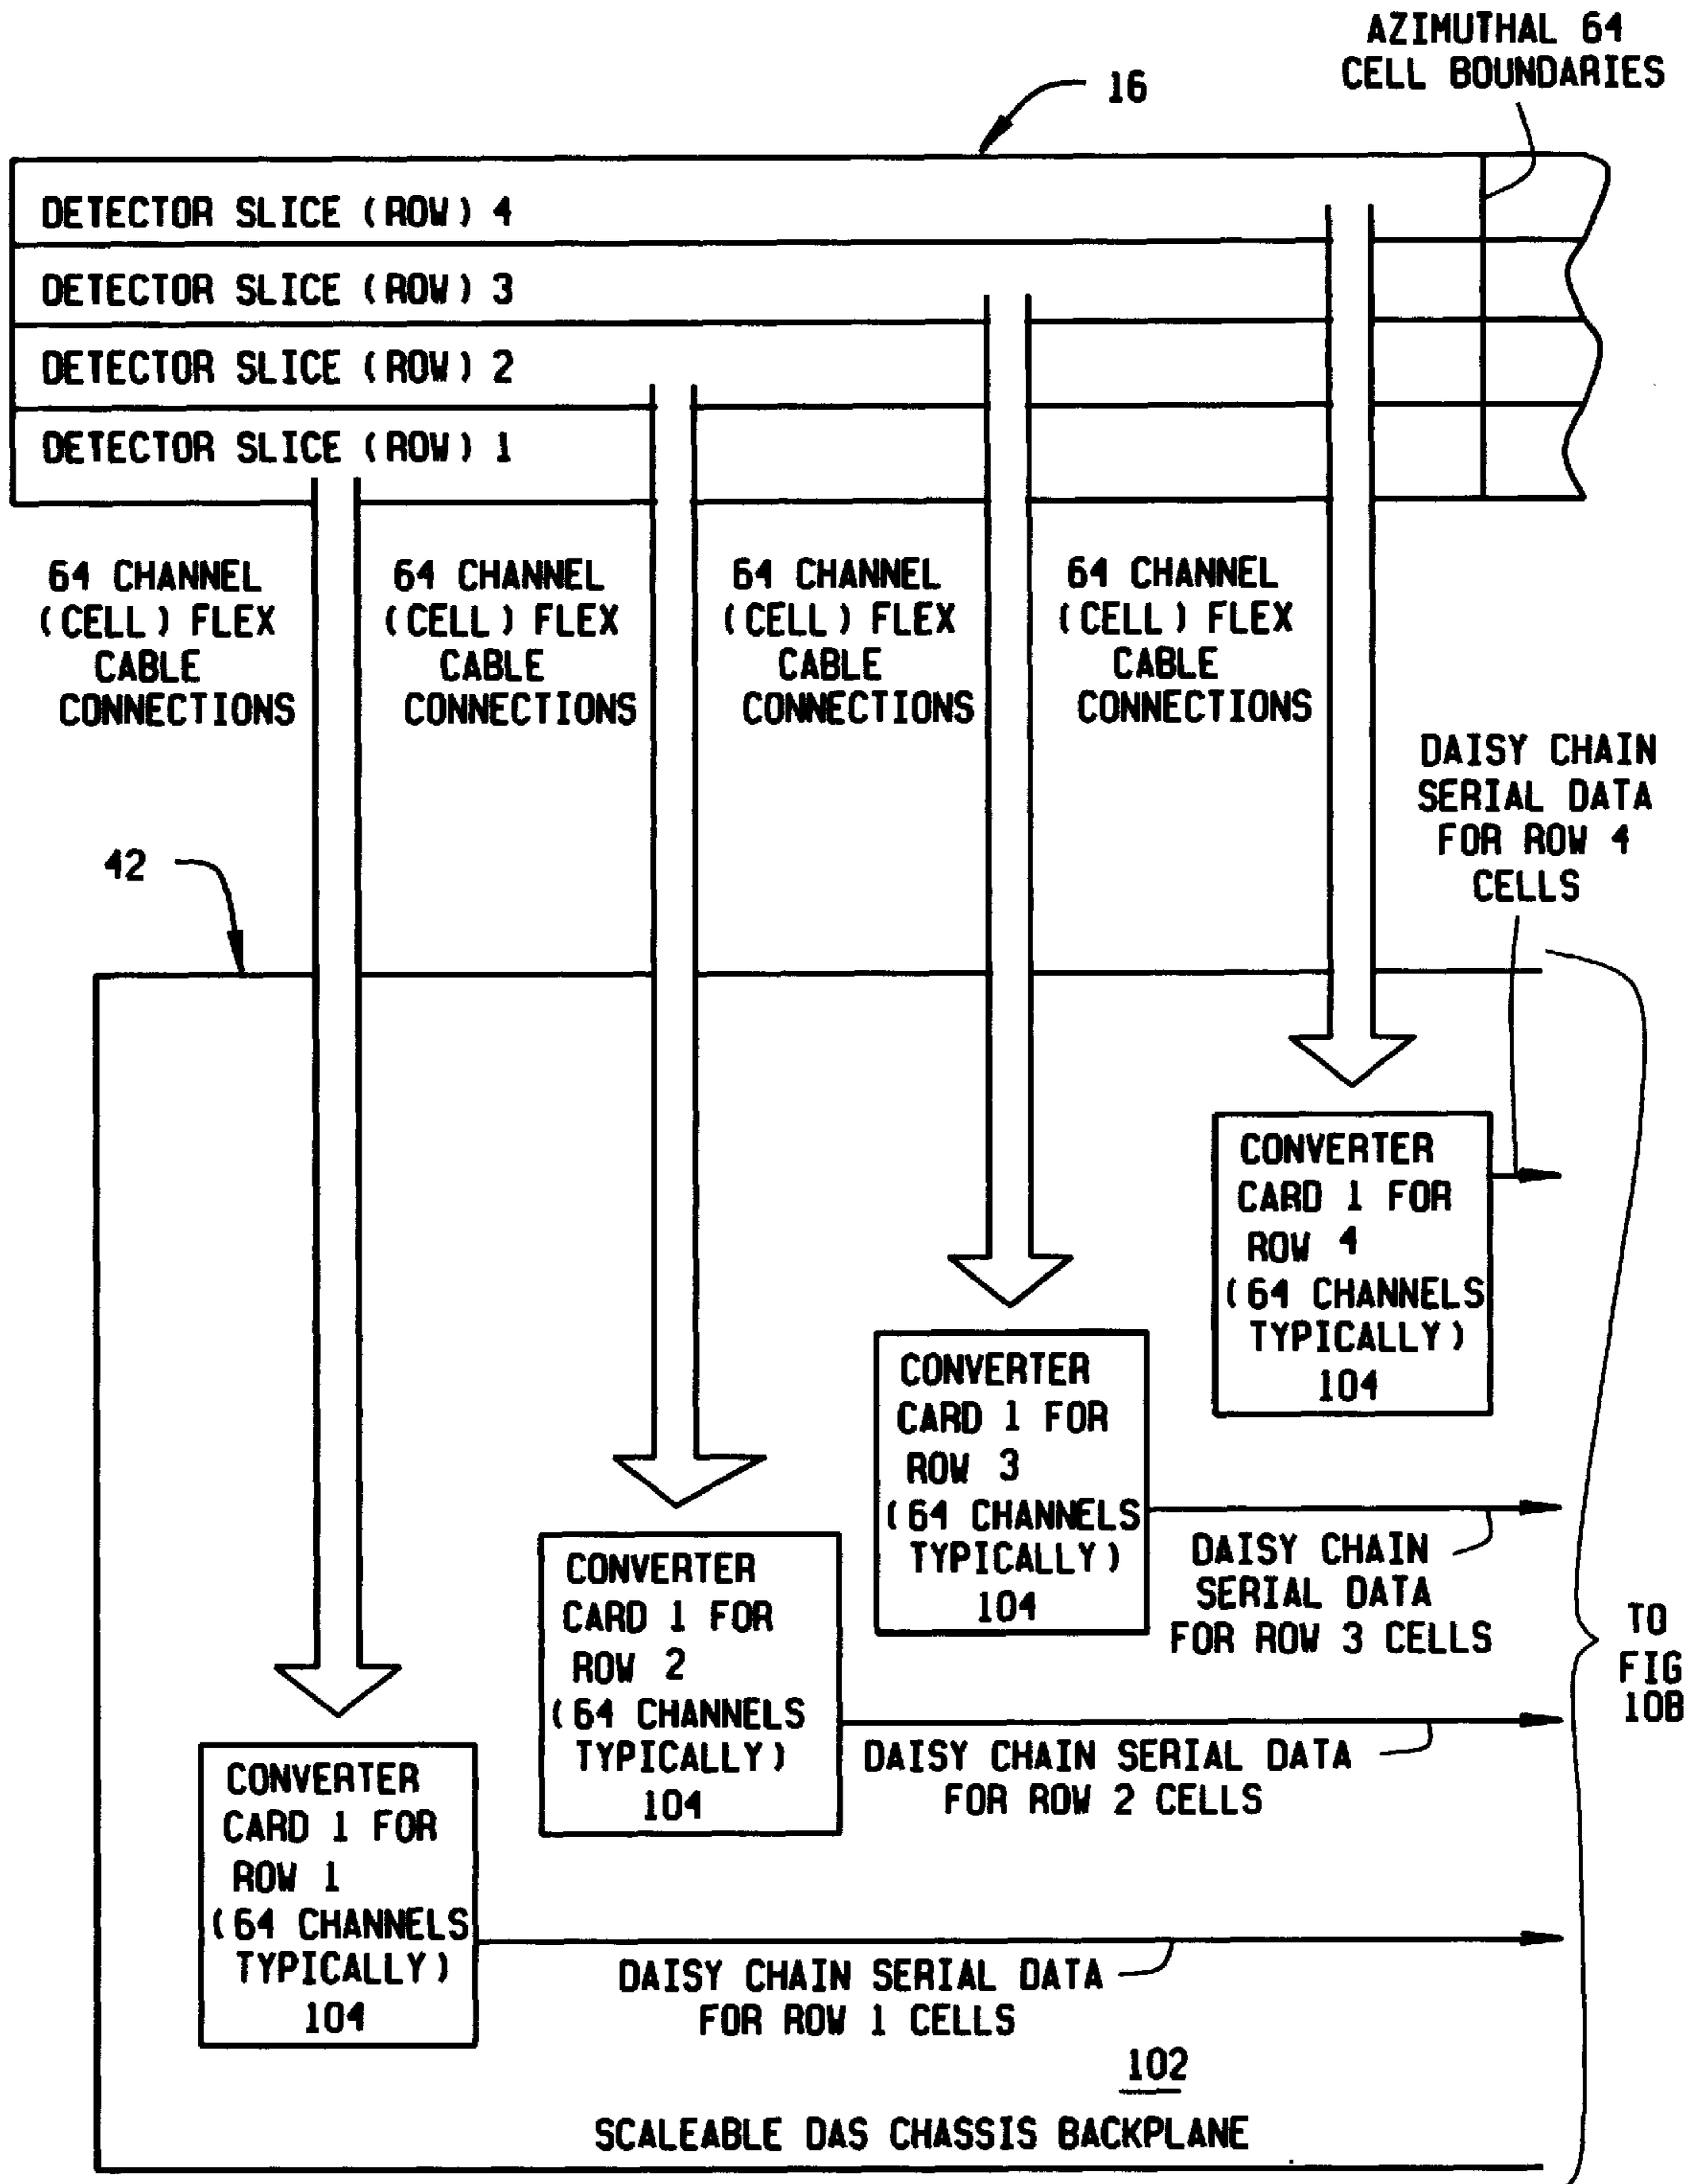 AZIMUTHAL 64
CELL BOUNDARIES
16
DETECTOR SLICE (ROW) 4
DETECTOR SLICE (ROW) 3
DETECTOR SLICE (ROW) 2
DETECTOR SLICE (ROW) 1
64 CHANNEL
(CELL) FLEX
CABLE
CONNECTIONS
64 CHANNEL
(CELL) FLEX
CABLE
CONNECTIONS
64 CHANNEL
(CELL) FLEX
CABLE
CONNECTIONS
64 CHANNEL
(CELL) FLEX
CABLE
CONNECTIONS
DAISY CHAIN
SERIAL DATA
FOR ROW 4
CELLS
42
CONVERTER
CARD 1 FOR
ROW 4
(64 CHANNELS
TYPICALLY)
104
CONVERTER
CARD 1 FOR
ROW 3
(64 CHANNELS
TYPICALLY)
104
DAISY CHAIN
SERIAL DATA
FOR ROW 3 CELLS
CONVERTER
CARD 1 FOR
ROW 2
(64 CHANNELS
TYPICALLY)
104
DAISY CHAIN SERIAL DATA
FOR ROW 2 CELLS
TO
FIG
10B
CONVERTER
CARD 1 FOR
ROW 1
(64 CHANNELS
TYPICALLY)
104
DAISY CHAIN SERIAL DATA
FOR ROW 1 CELLS
102
SCALEABLE DAS CHASSIS BACKPLANE